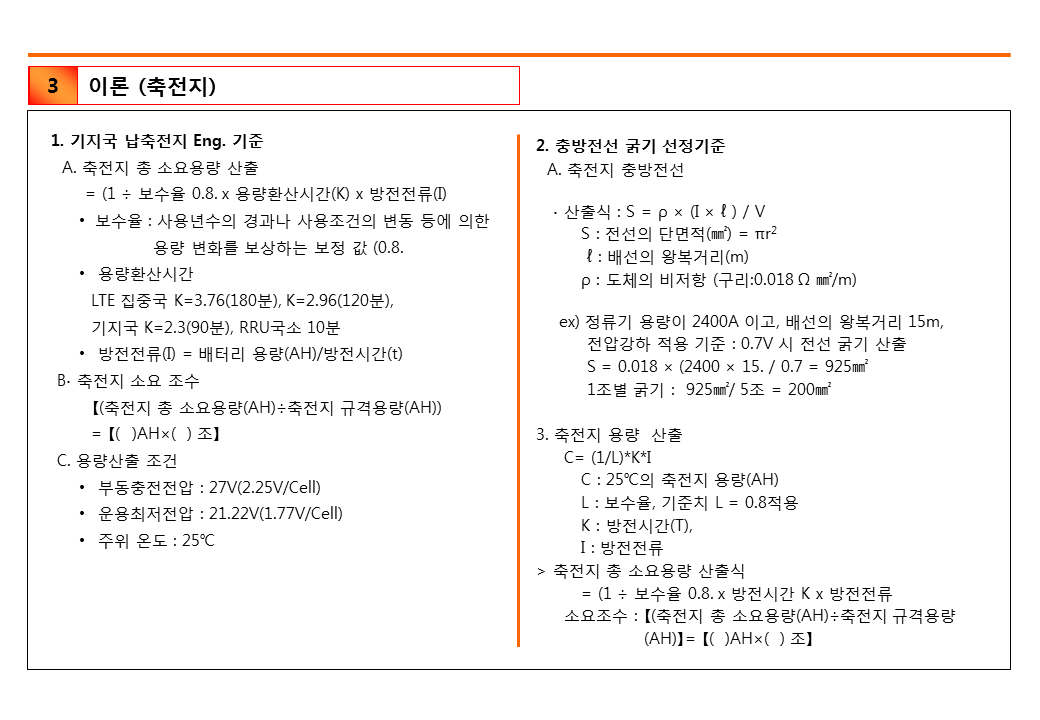 3 이론 (축전지)
1. 기지국 납축전지 Eng. 기준
A. 축전지 총 소요용량 산출
= (1 ÷ 보수율 0.8. x 용량환산시간(K) x 방전전류(I)
• 보수율 : 사용년수의 경과나 사용조건의 변동 등에 의한
용량 변화를 보상하는 보정 값 (0.8.
• 용량환산시간
LTE 집중국 K=3.76(180분), K=2.96(120분),
기지국 K=2.3(90분), RRU국소 10분
• 방전전류(I) = 배터리 용량(AH)/방전시간(t)
B· 축전지 소요 조수
【(축전지 총 소요용량(AH)÷축전지 규격용량(AH))
= 【( )AH×( ) 조】
C. 용량산출 조건
• 부동충전전압 : 27V(2.25V/Cell)
• 운용최저전압 : 21.22V(1.77V/Cell)
• 주위 온도 : 25℃
2. 충방전선 굵기 선정기준
A. 축전지 충방전선
· 산출식 : S = ρ × (I × ℓ ) / V
S : 전선의 단면적(㎟) = πr²
ℓ : 배선의 왕복거리(m)
ρ : 도체의 비저항 (구리:0.018 Ω ㎟/m)
ex) 정류기 용량이 2400A 이고, 배선의 왕복거리 15m,
전압강하 적용 기준 : 0.7V 시 전선 굵기 산출
S = 0.018 × (2400 × 15. / 0.7 = 925㎟
1조별 굵기 : 925㎟/ 5조 = 200㎟
3. 축전지 용량 산출
C= (1/L)*K*I
C : 25℃의 축전지 용량(AH)
L : 보수율, 기준치 L = 0.8적용
K : 방전시간(T),
I : 방전전류
> 축전지 총 소요용량 산출식
= (1 ÷ 보수율 0.8. x 방전시간 K x 방전전류
소요조수 : 【(축전지 총 소요용량(AH)÷축전지 규격용량
(AH)】= 【( )AH×( ) 조】